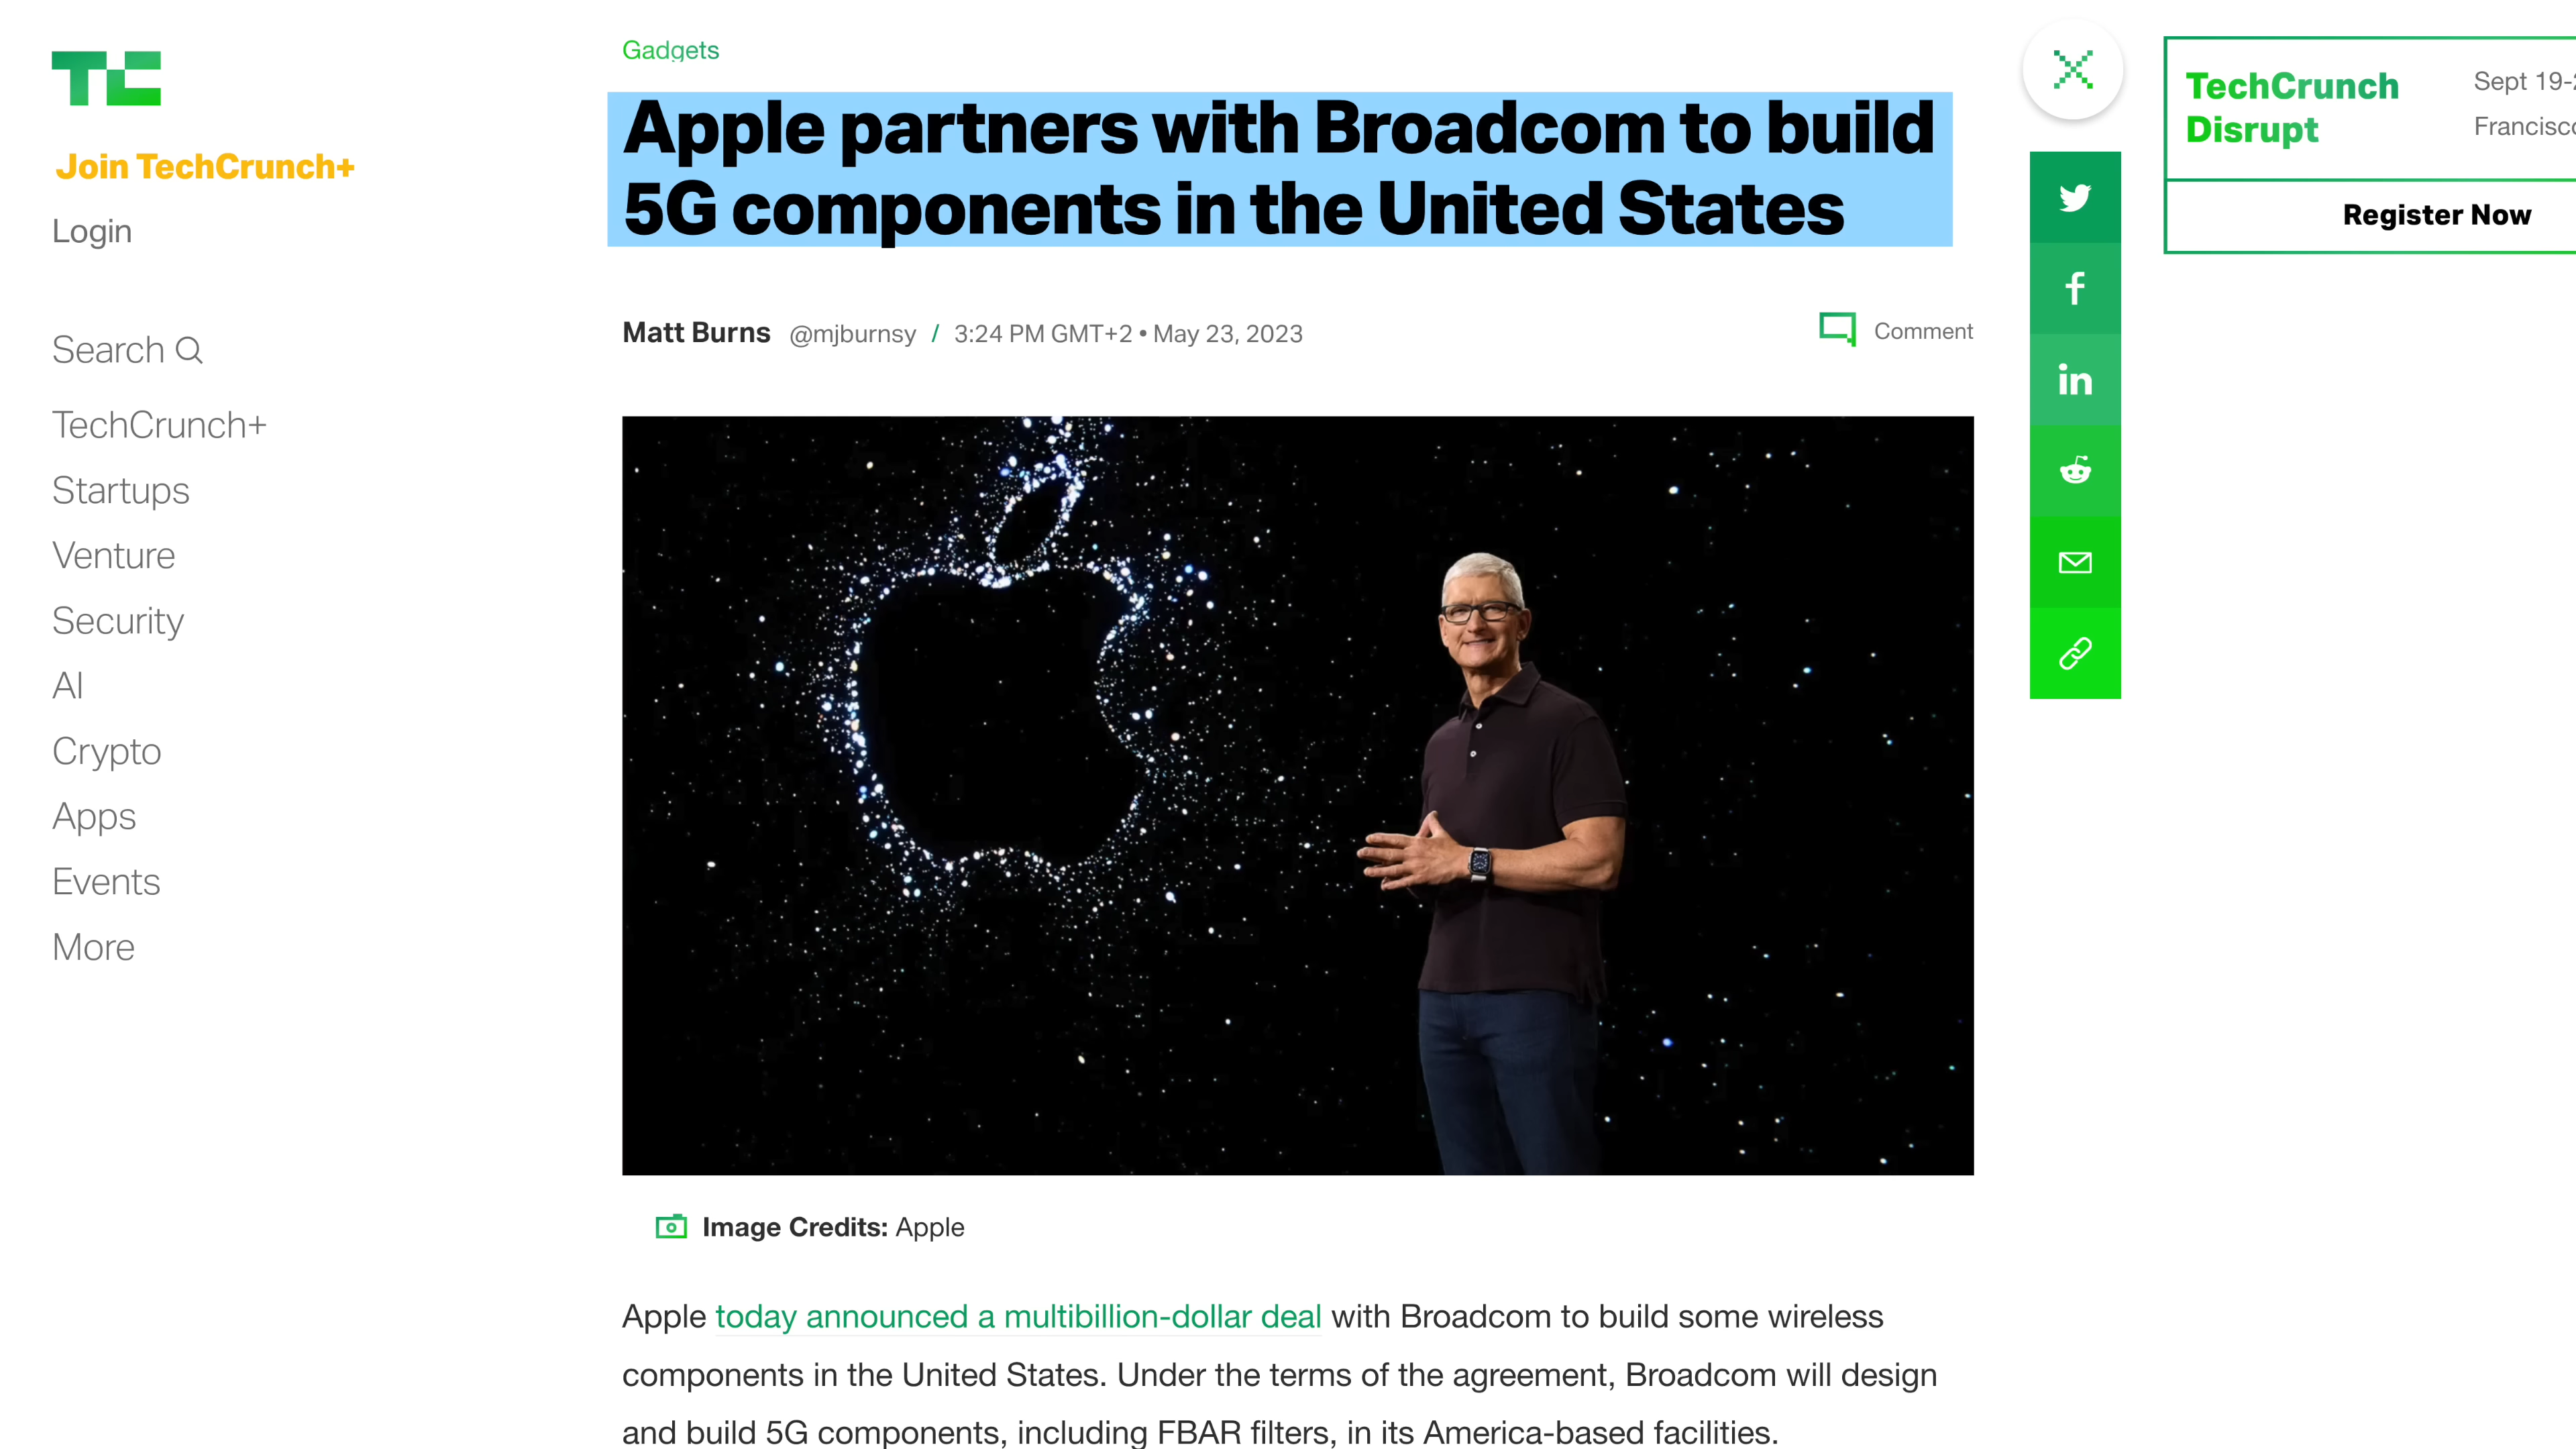 TC
Join TechCrunch+
Login
Search
TechCrunch+
Startups
Venture
Security
AI
Crypto
Apps
Events
More
Gadgets
Apple partners with Broadcom to build
5G components in the United States
Matt Burns @mjburnsy / 3:24 PM GMT+2 • May 23, 2023
Comment
Image Credits: Apple
Apple today announced a multibillion-dollar deal with Broadcom to build some wireless
components in the United States. Under the terms of the agreement, Broadcom will design
and build 5G components, including FBAR filters, in its America-based facilities.
TechCrunch
Disrupt
Sept 19-
Register Now